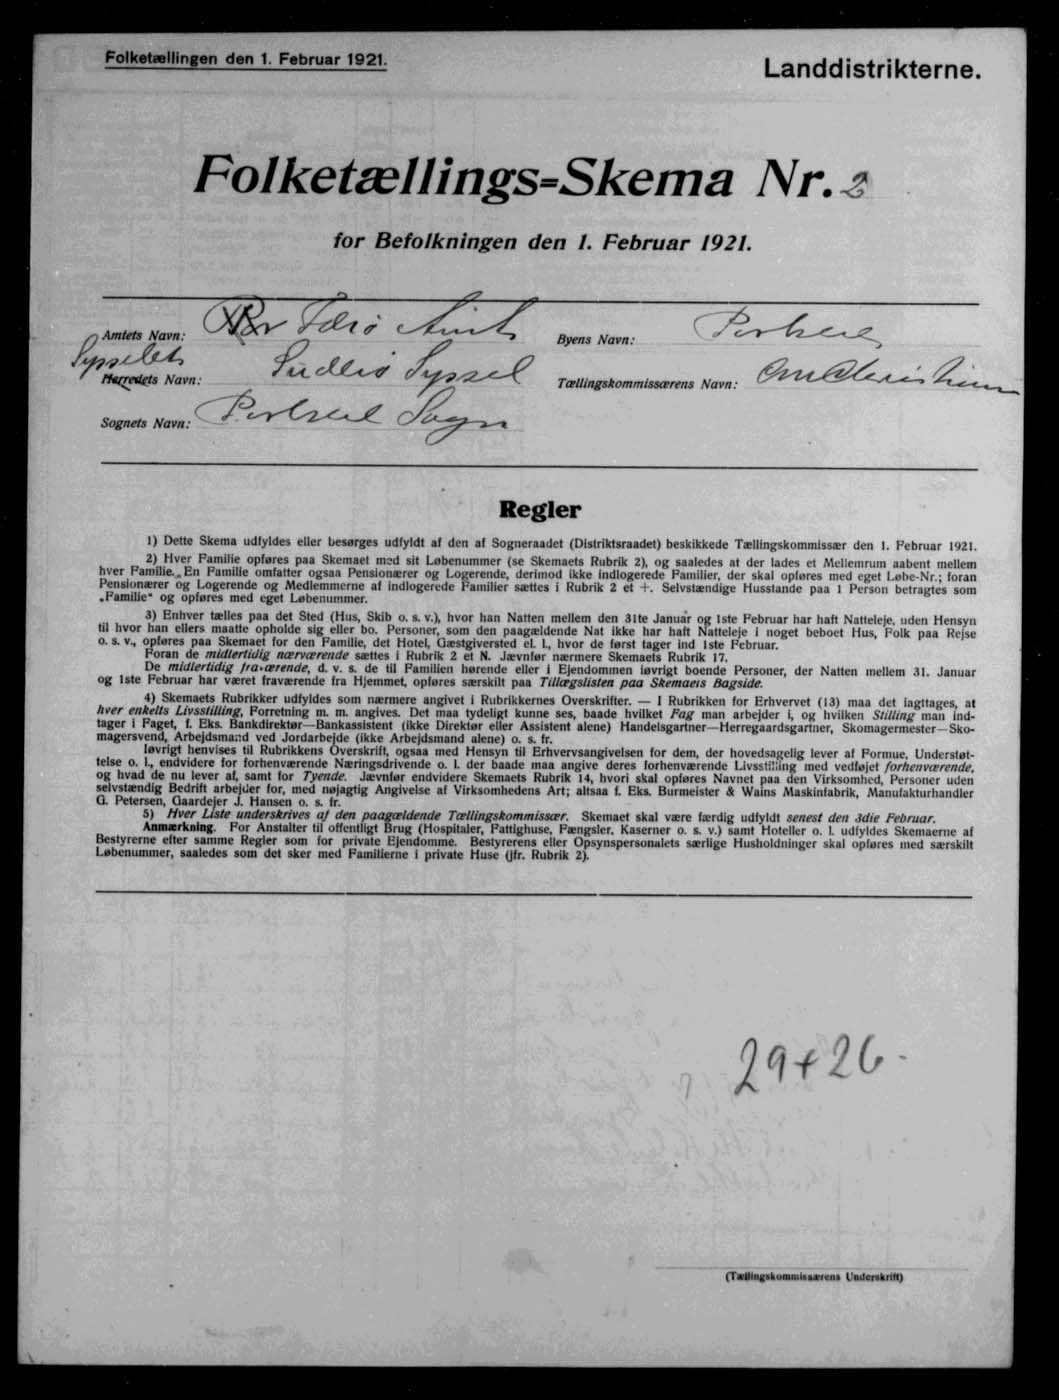 Folketællingen den 1. Februar 1921.
Landdistrikterne.
Folketællings=Skema Nr. 2
for Befolkningen den 1. Februar 1921.
Amtets Navn: Færø Amt
Byens Navn: Porkeri
Sysselets
Herredets Navn: Suderø Syssel
Tællingskommissærens Navn:
Sognets Navn: Porkeri Sogn
Regler
1) Dette Skema udfyldes eller besørges udfyldt af den af Sogneraadet (Distriktsraadet) beskikkede Tællingskommissær den 1. Februar 1921.
2) Hver Familie opføres paa Skemaet med sit Løbenummer (se Skemaets Rubrik 2), og saaledes at der lades et Mellemrum aabent mellem
hver Familie. En Familie omfatter ogsaa Pensionærer og Logerende, derimod ikke indlogerede Familier, der skal opføres med eget Løbe-Nr.; foran
Pensionærer og Logerende og Medlemmerne af indlogerede Familier sættes i Rubrik 2 et +. Selvstændige Husstande paa 1 Person betragtes som
„Familie“ og opføres med eget Løbenummer.
3) Enhver tælles paa det Sted (Hus, Skib o. s. v.), hvor han Natten mellem den 31te Januar og 1ste Februar har haft Natteleje, uden Hensyn
til hvor han ellers maatte opholde sig eller bo. Personer, som den paagældende Nat ikke har haft Natteleje i noget beboet Hus, Folk paa Rejse
o. s. v., opføres paa Skemaet for den Familie, det Hotel, Gæstgiversted el. l., hvor de først tager ind 1ste Februar.
Foran de midlertidig nærværende sættes i Rubrik 2 et N. Jævnfør nærmere Skemaets Rubrik 17.
De midlertidig fraværende, d. v. s. de til Familien hørende eller i Ejendommen iøvrigt boende Personer, der Natten mellem 31. Januar
og 1ste Februar har været fraværende fra Hjemmet, opføres særskilt paa Tillægslisten paa Skemaets Bagside.
4) Skemaets Rubrikker udfyldes som nærmere angivet i Rubrikkernes Overskrifter. — I Rubrikken for Erhvervet (13) maa det iagttages, at
hver enkelts Livsstilling, Forretning m. m. angives. Det maa tydeligt kunne ses, baade hvilket Fag man arbejder i, og hvilken Stilling man ind-
tager i Faget, f. Eks. Bankdirektør—Bankassistent (ikke Direktør eller Assistent alene) Handelsgartner—Herregaardsgartner, Skomagermester—Sko-
magersvend, Arbejdsmand ved Jordarbejde (ikke Arbejdsmand alene) o. s. fr.
Iøvrigt henvises til Rubrikkens Overskrift, ogsaa med Hensyn til Erhvervsangivelsen for dem, der hovedsagelig lever af Formue, Understøt-
telse o. l., endvidere for forhenværende Næringsdrivende o. l. der baade maa angive deres forhenværende Livsstilling med vedføjet forhenværende,
og hvad de nu lever af, samt for Tyende. Jævnfør endvidere Skemaets Rubrik 14, hvori skal opføres Navnet paa den Virksomhed, Personer uden
selvstændig Bedrift arbejder for, med nøjagtig Angivelse af Virksomhedens Art; altsaa f. Eks. Burmeister & Wains Maskinfabrik, Manufakturhandler
G. Petersen, Gaardejer J. Hansen o. s. fr.
5) Hver Liste underskrives af den paagældende Tællingskommissær. Skemaet skal være færdig udfyldt senest den 3die Februar.
Anmærkning. For Anstalter til offentligt Brug (Hospitaler, Fattighuse, Fængsler, Kaserner o. s. v.) samt Hoteller o. l. udfyldes Skemaerne af
Bestyrerne efter samme Regler som for private Ejendomme. Bestyrerens eller Opsynspersonalets særlige Husholdninger skal opføres med særskilt
Løbenummer, saaledes som det sker med Familierne i private Huse (jfr. Rubrik 2).
29+26
(Tællingskommissærens Underskrift)